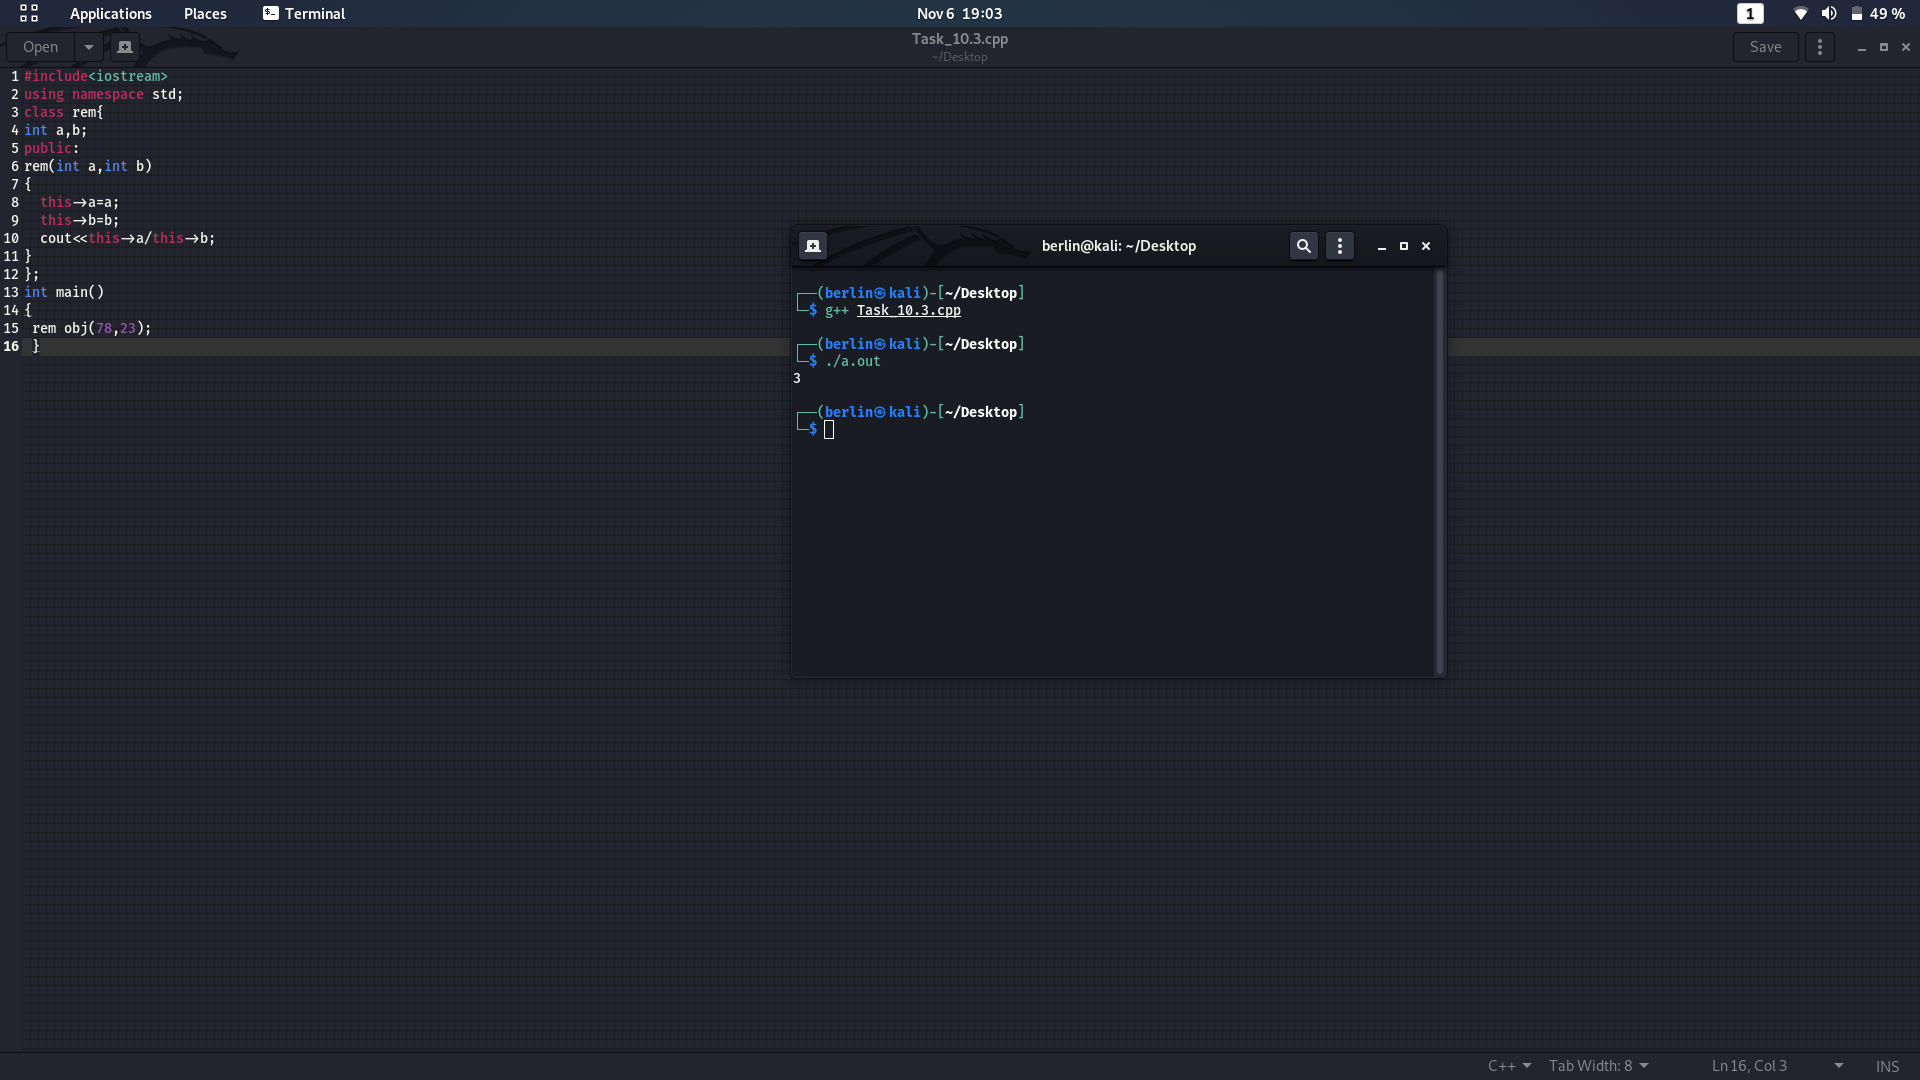 Applications Places Terminal Nov 6 19:03 1 49 %
Open Task_10.3.cpp Save
~/Desktop
1 #include<iostream>
2 using namespace std;
3 class rem{
4 int a,b;
5 public:
6 rem(int a,int b)
7 {
8 this->a=a;
9 this->b=b;
10 cout<<this->a/this->b;
11 }
12 };
13 int main()
14 {
15 rem obj(78,23);
16 }
berlin@kali: ~/Desktop
┌──(berlin㉿kali)-[~/Desktop]
└─$ g++ Task_10.3.cpp
┌──(berlin㉿kali)-[~/Desktop]
└─$ ./a.out
3
┌──(berlin㉿kali)-[~/Desktop]
└─$
C++ Tab Width: 8 Ln 16, Col 3 INS